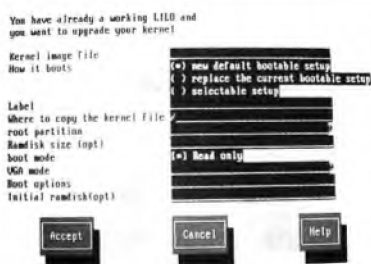 You have already a working LILO and
you want to upgrade your kernel
Kernel image file
How it boots (•) new default bootable setup
( ) replace the current bootable setup
( ) selectable setup
Label
Where to copy the kernel file /
root partition
Ramdisk size (opt)
boot mode [•] Read only
VGA mode
Boot options
Initial ramdisk(opt)
Accept Cancel Help